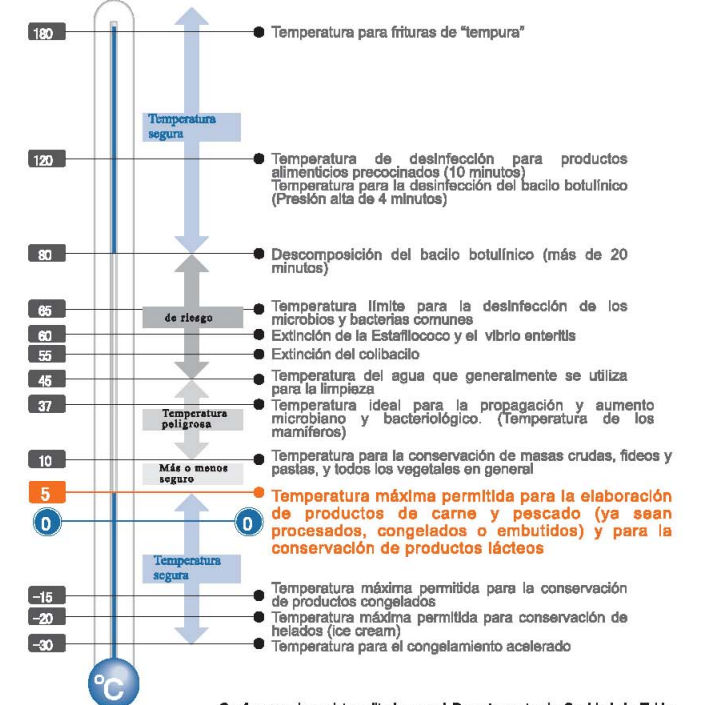 180
Temperatura para frituras de “tempura”
Temperatura
segura
120
Temperatura de desinfección para productos
alimenticios precocinados (10 minutos)
Temperatura para la desinfección del bacilo botulínico
(Presión alta de 4 minutos)
80
Descomposición del bacilo botulínico (más de 20
minutos)
de riesgo
65
Temperatura límite para la desinfección de los
microbios y bacterias comunes
60
Extinción de la Estafilococo y el vibrio enteritis
55
Extinción del colibacilo
45
Temperatura del agua que generalmente se utiliza
para la limpieza
37
Temperatura ideal para la propagación y aumento
microbiano y bacteriológico. (Temperatura de los
mamíferos)
Temperatura
peligrosa
10
Temperatura para la conservación de masas crudas, fideos y
pastas, y todos los vegetales en general
Más o menos
seguro
5
Temperatura máxima permitida para la elaboración
de productos de carne y pescado (ya sean
procesados, congelados o embutidos) y para la
conservación de productos lácteos
0
0
Temperatura
segura
-15
Temperatura máxima permitida para la conservación
de productos congelados
-20
Temperatura máxima permitida para conservación de
helados (ice cream)
-30
Temperatura para el congelamiento acelerado
°C